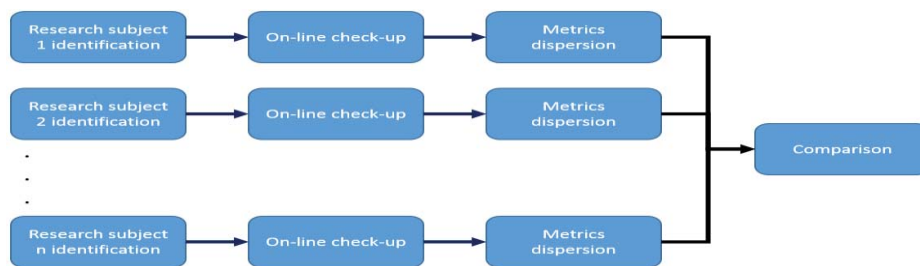 Research subject
1 identification
On-line check-up
Metrics
dispersion
Research subject
2 identification
On-line check-up
Metrics
dispersion
Comparison
.
.
.
Research subject
n identification
On-line check-up
Metrics
dispersion